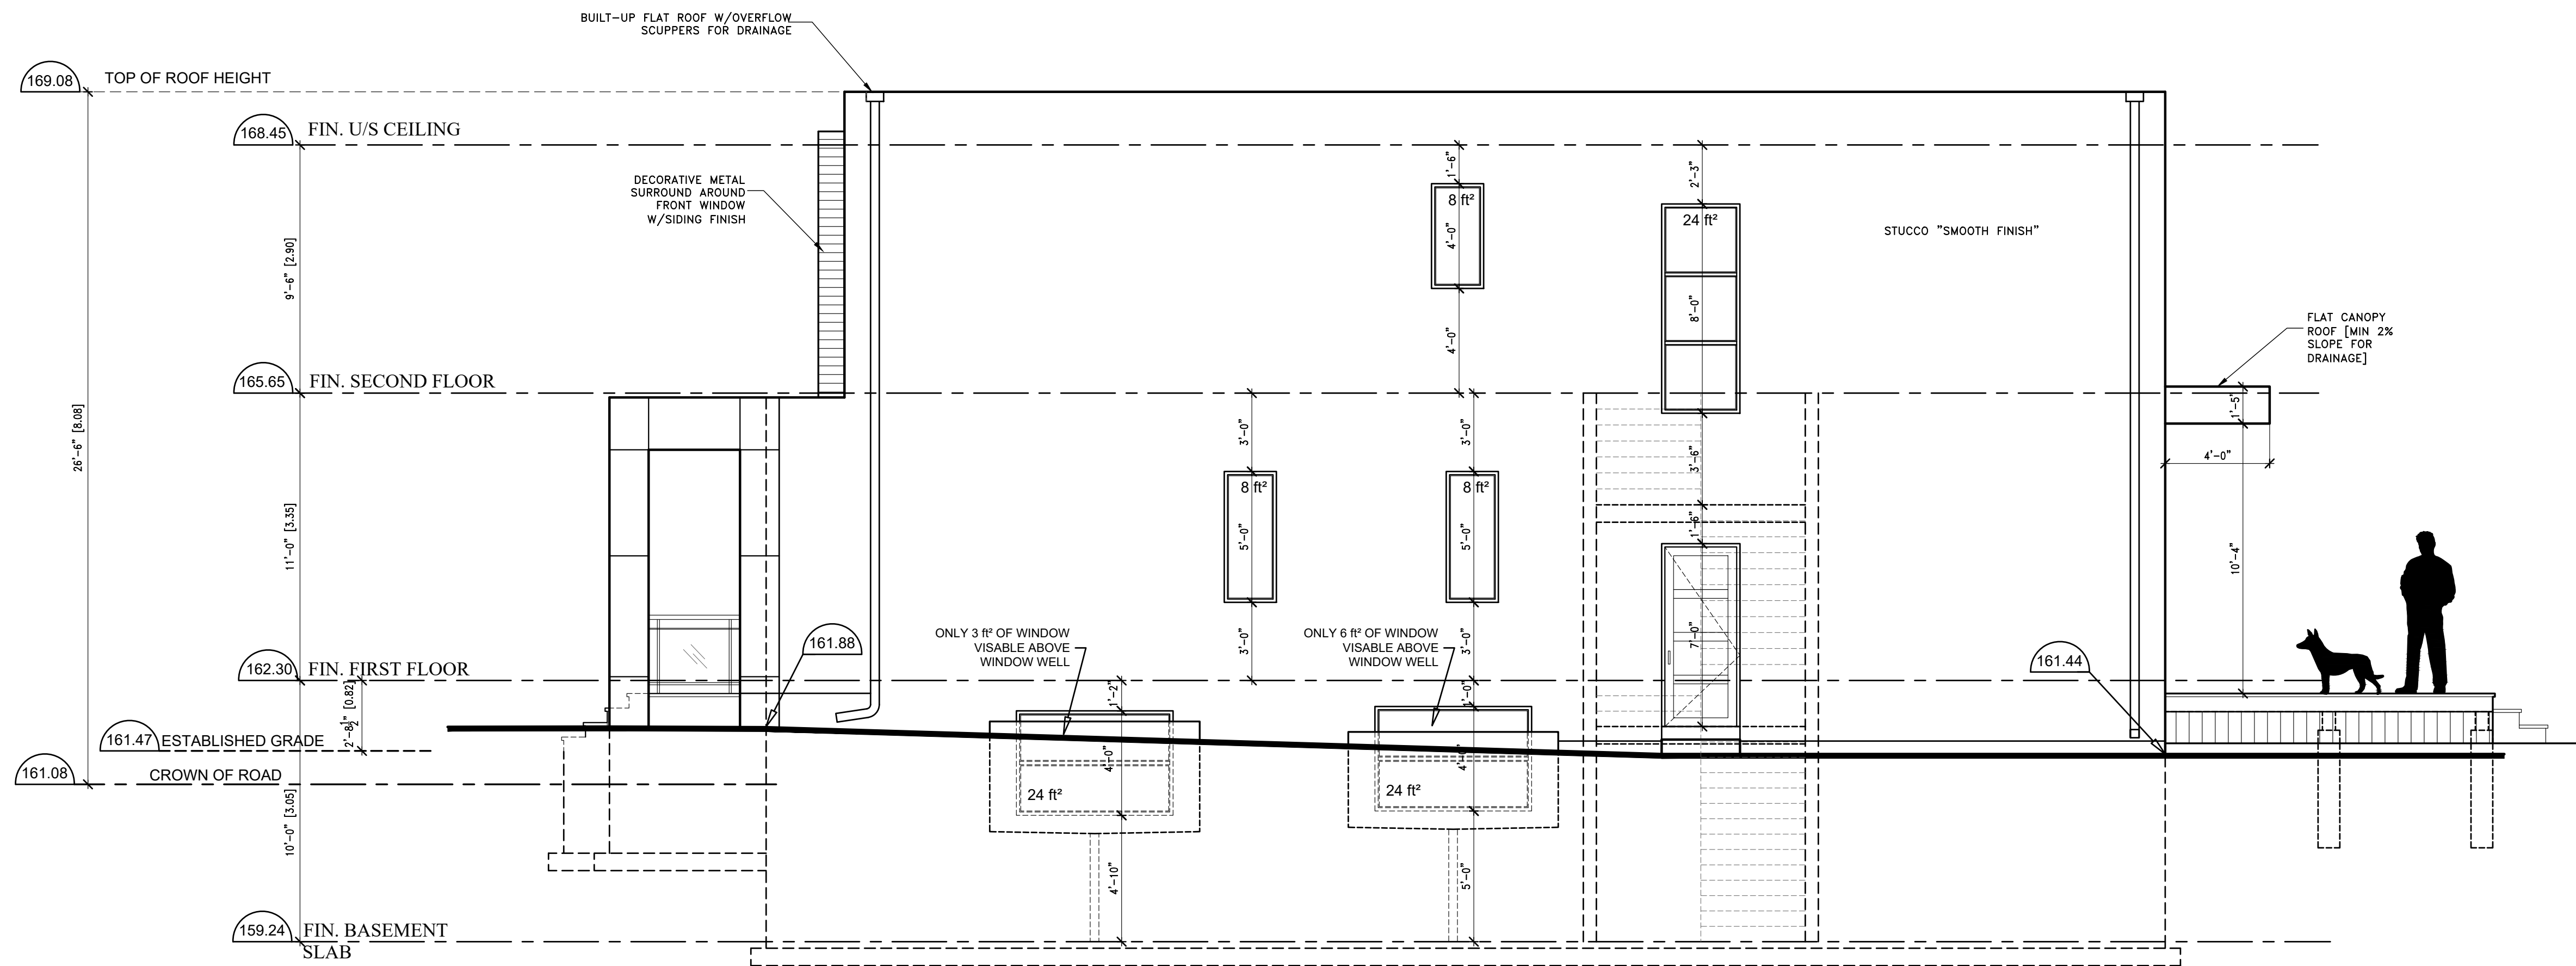 BUILT-UP FLAT ROOF W/OVERFLOW
SCUPPERS FOR DRAINAGE
169.08
TOP OF ROOF HEIGHT
168.45
FIN. U/S CEILING
DECORATIVE METAL
SURROUND AROUND
FRONT WINDOW
W/SIDING FINISH
1'-6"
8 ft²
4'-0"
4'-0"
2'-3"
24 ft²
8'-0"
STUCCO "SMOOTH FINISH"
9'-6" [2.90]
FLAT CANOPY
ROOF [MIN 2%
SLOPE FOR
DRAINAGE]
165.65
FIN. SECOND FLOOR
26'-6" [8.08]
11'-0" [3.35]
3'-0"
8 ft²
5'-0"
3'-0"
3'-0"
8 ft²
5'-0"
3'-0"
3'-6"
1'-6"
7'-0"
1'-5"
4'-0"
10'-4"
161.88
ONLY 3 ft² OF WINDOW
VISABLE ABOVE
WINDOW WELL
ONLY 6 ft² OF WINDOW
VISABLE ABOVE
WINDOW WELL
161.44
162.30
FIN. FIRST FLOOR
2'-8 1/2" [0.82]
1'-2"
1'-0"
161.47
ESTABLISHED GRADE
161.08
CROWN OF ROAD
4'-0"
24 ft²
4'-0"
24 ft²
10'-0" [3.05]
4'-10"
5'-0"
159.24
FIN. BASEMENT
SLAB